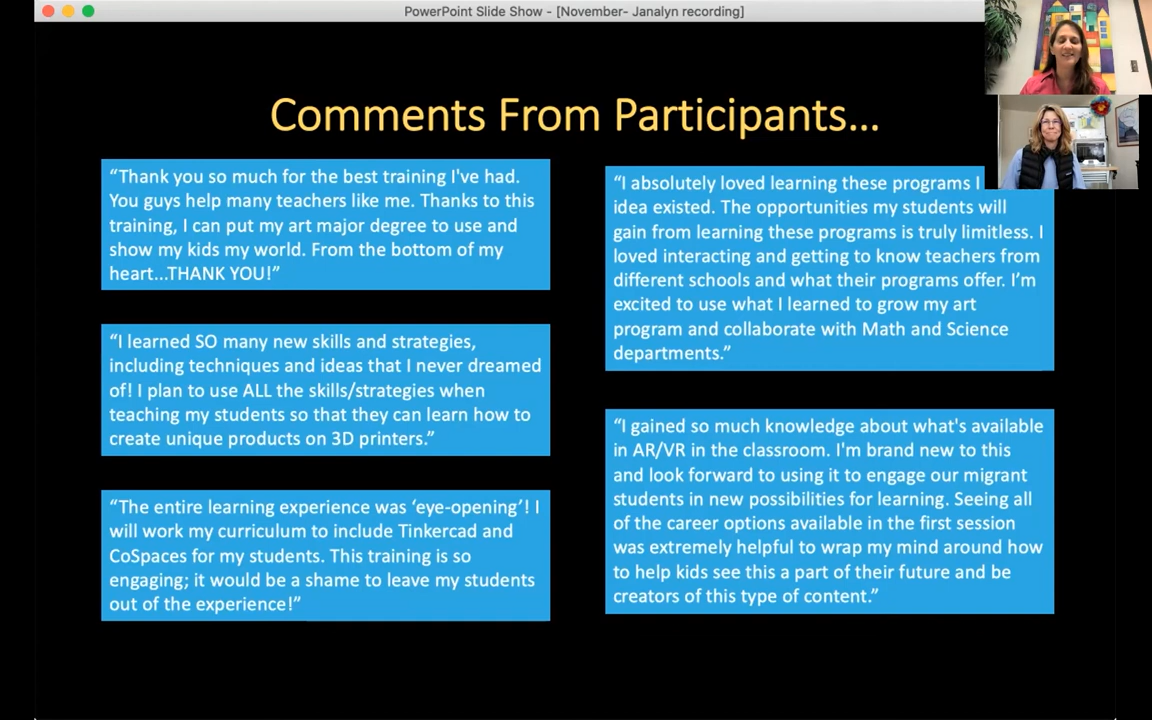 PowerPoint Slide Show - [November- Janalyn recording]
Comments From Participants...
“Thank you so much for the best training I've had.
You guys help many teachers like me. Thanks to this
training, I can put my art major degree to use and
show my kids my world. From the bottom of my
heart...THANK YOU!”
“I learned SO many new skills and strategies,
including techniques and ideas that I never dreamed
of! I plan to use ALL the skills/strategies when
teaching my students so that they can learn how to
create unique products on 3D printers.”
“The entire learning experience was ‘eye-opening’! I
will work my curriculum to include Tinkercad and
CoSpaces for my students. This training is so
engaging; it would be a shame to leave my students
out of the experience!”
“I absolutely loved learning these programs I
idea existed. The opportunities my students will
gain from learning these programs is truly limitless. I
loved interacting and getting to know teachers from
different schools and what their programs offer. I’m
excited to use what I learned to grow my art
program and collaborate with Math and Science
departments.”
“I gained so much knowledge about what's available
in AR/VR in the classroom. I'm brand new to this
and look forward to using it to engage our migrant
students in new possibilities for learning. Seeing all
of the career options available in the first session
was extremely helpful to wrap my mind around how
to help kids see this a part of their future and be
creators of this type of content.”